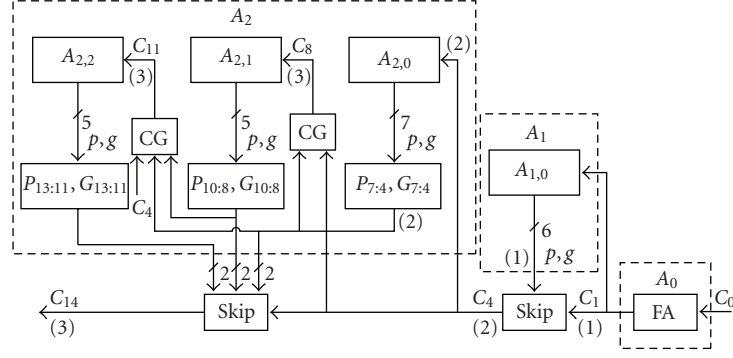 A2
C11
C8
(2)
A2,2
(3)
A2,1
(3)
A2,0
5
p, g
CG
5
p, g
CG
7
p, g
A1
A1,0
P13:11, G13:11
C4
P10:8, G10:8
P7:4, G7:4
(2)
6
(1)
p, g
A0
2
2
2
C14
(3)
Skip
C4
(2)
Skip
C1
(1)
FA
C0